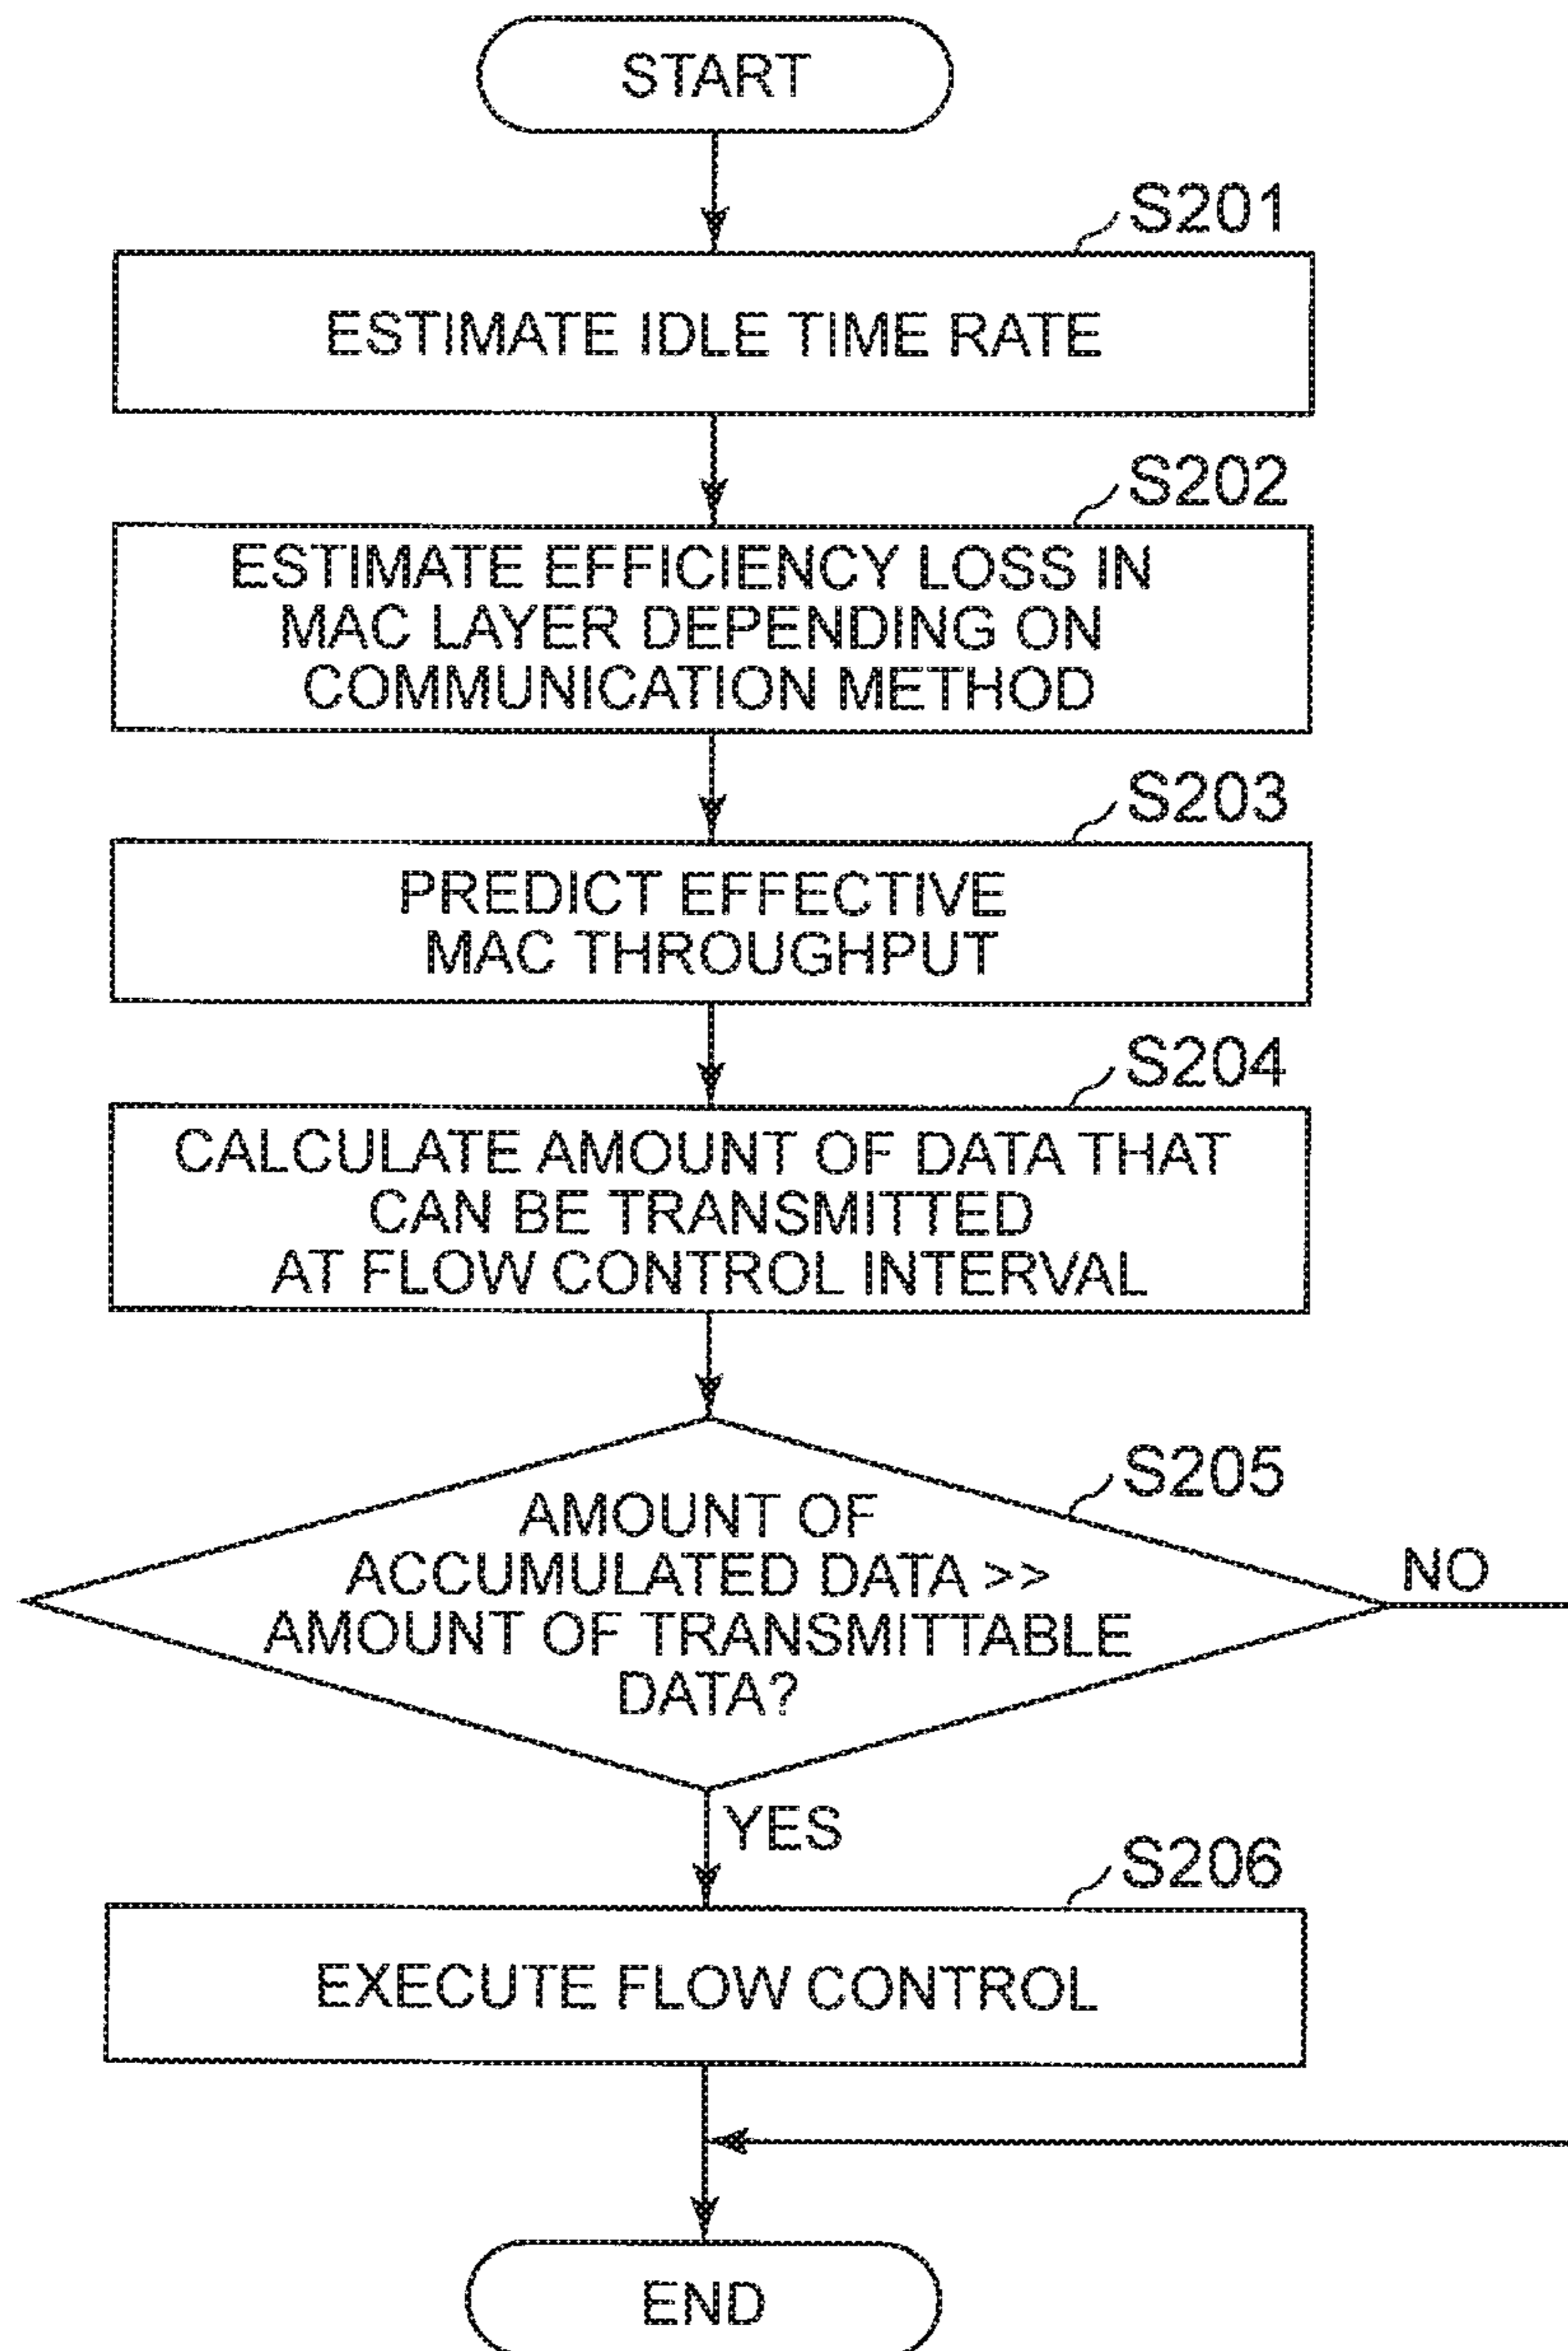 START
S201
ESTIMATE IDLE TIME RATE
S202
ESTIMATE EFFICIENCY LOSS IN
MAC LAYER DEPENDING ON
COMMUNICATION METHOD
S203
PREDICT EFFECTIVE
MAC THROUGHPUT
S204
CALCULATE AMOUNT OF DATA THAT
CAN BE TRANSMITTED
AT FLOW CONTROL INTERVAL
S205
AMOUNT OF
ACCUMULATED DATA >>
AMOUNT OF TRANSMITTABLE
DATA?
NO
YES
S206
EXECUTE FLOW CONTROL
END